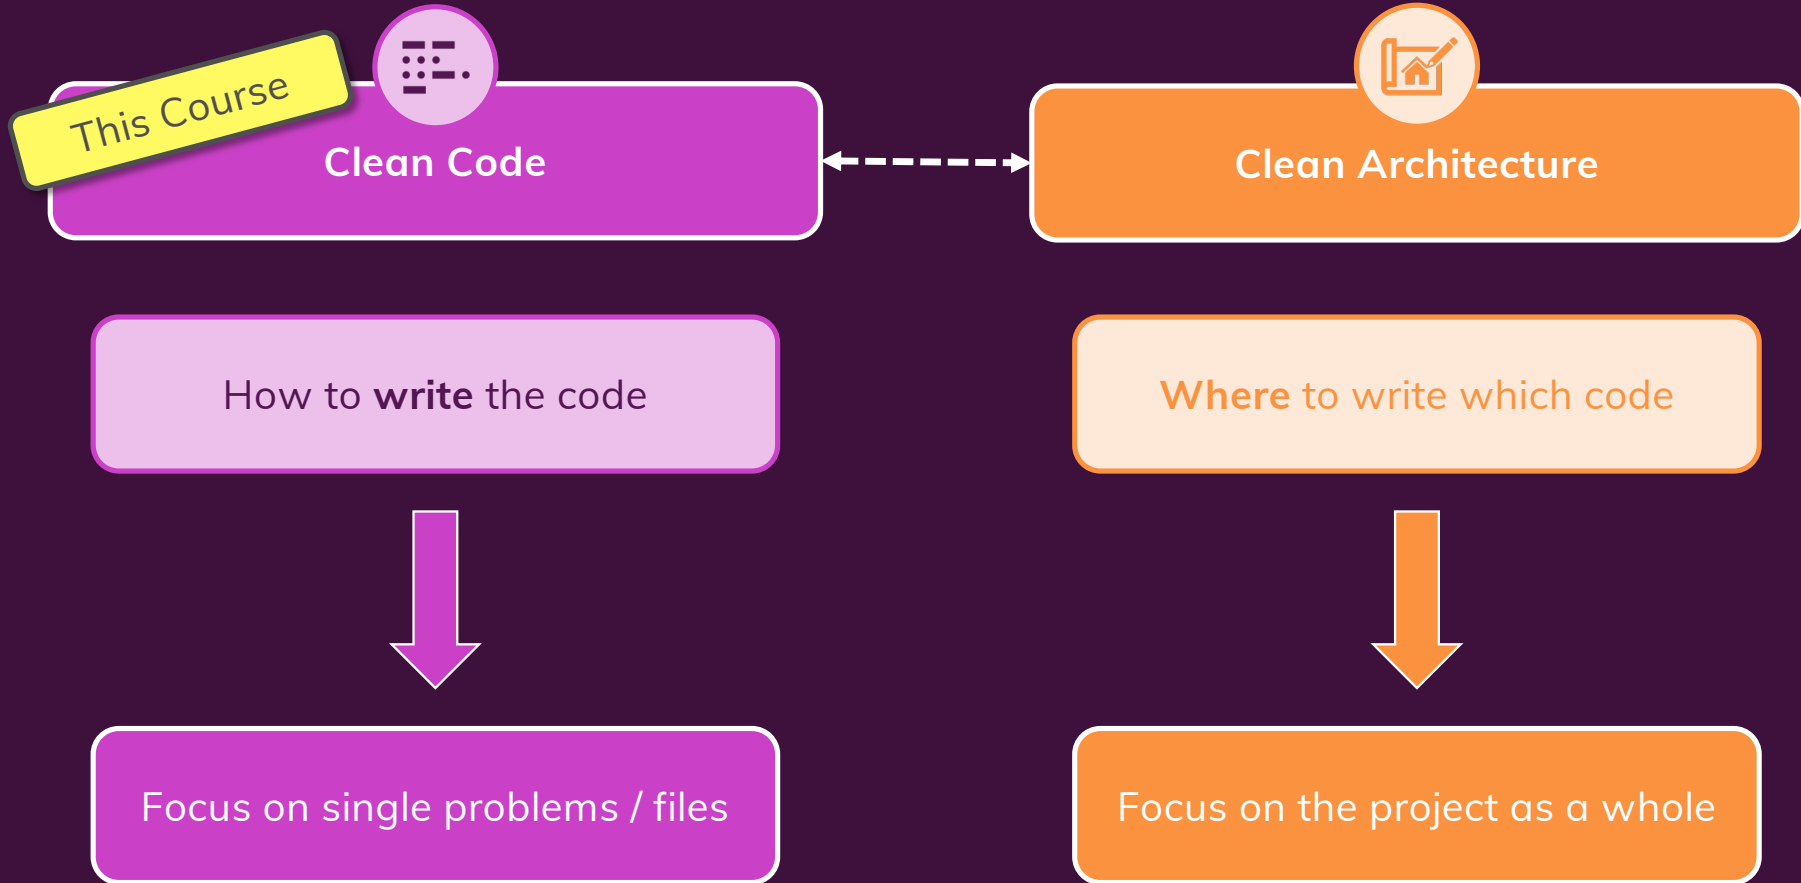 This Course
Clean Code
Clean Architecture
How to write the code
Where to write which code
Focus on single problems / files
Focus on the project as a whole